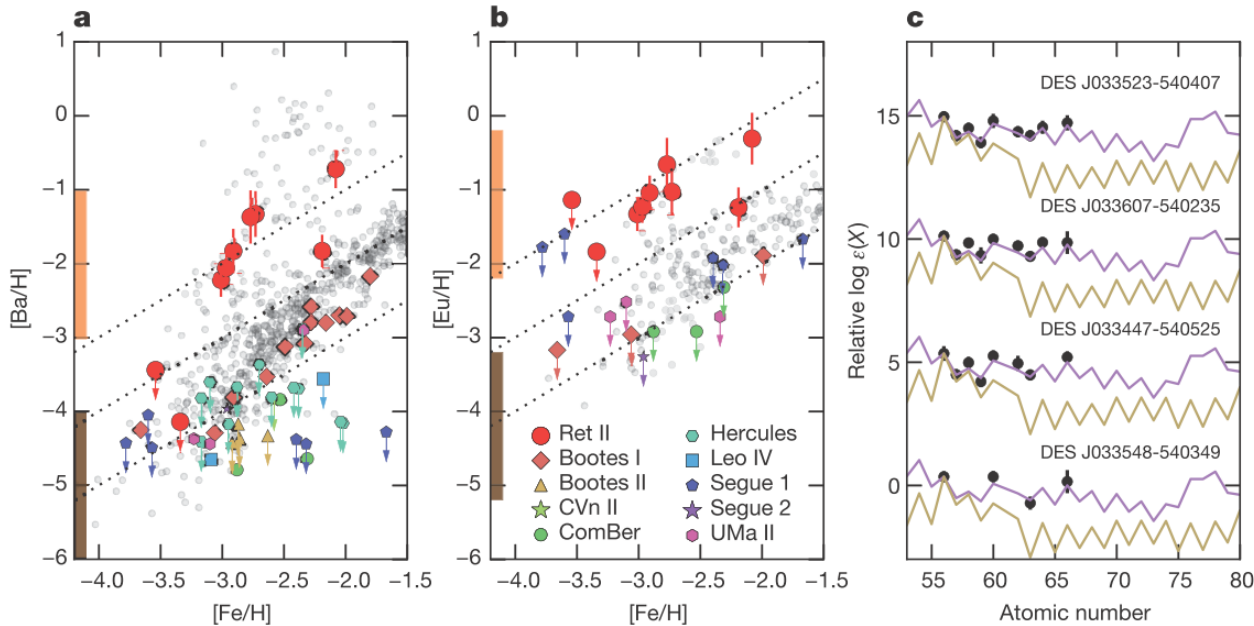 a
b
c
[Ba/H]
1
0
−1
−2
−3
−4
−5
−6
−4.0
−3.5
−3.0
−2.5
−2.0
−1.5
[Fe/H]
[Eu/H]
1
0
−1
−2
−3
−4
−5
−6
−4.0
−3.5
−3.0
−2.5
−2.0
−1.5
[Fe/H]
Ret II
Bootes I
Bootes II
CVn II
ComBer
Hercules
Leo IV
Segue 1
Segue 2
UMa II
Relative log ε(X)
15
10
5
0
DES J033523-540407
DES J033607-540235
DES J033447-540525
DES J033548-540349
55
60
65
70
75
80
Atomic number